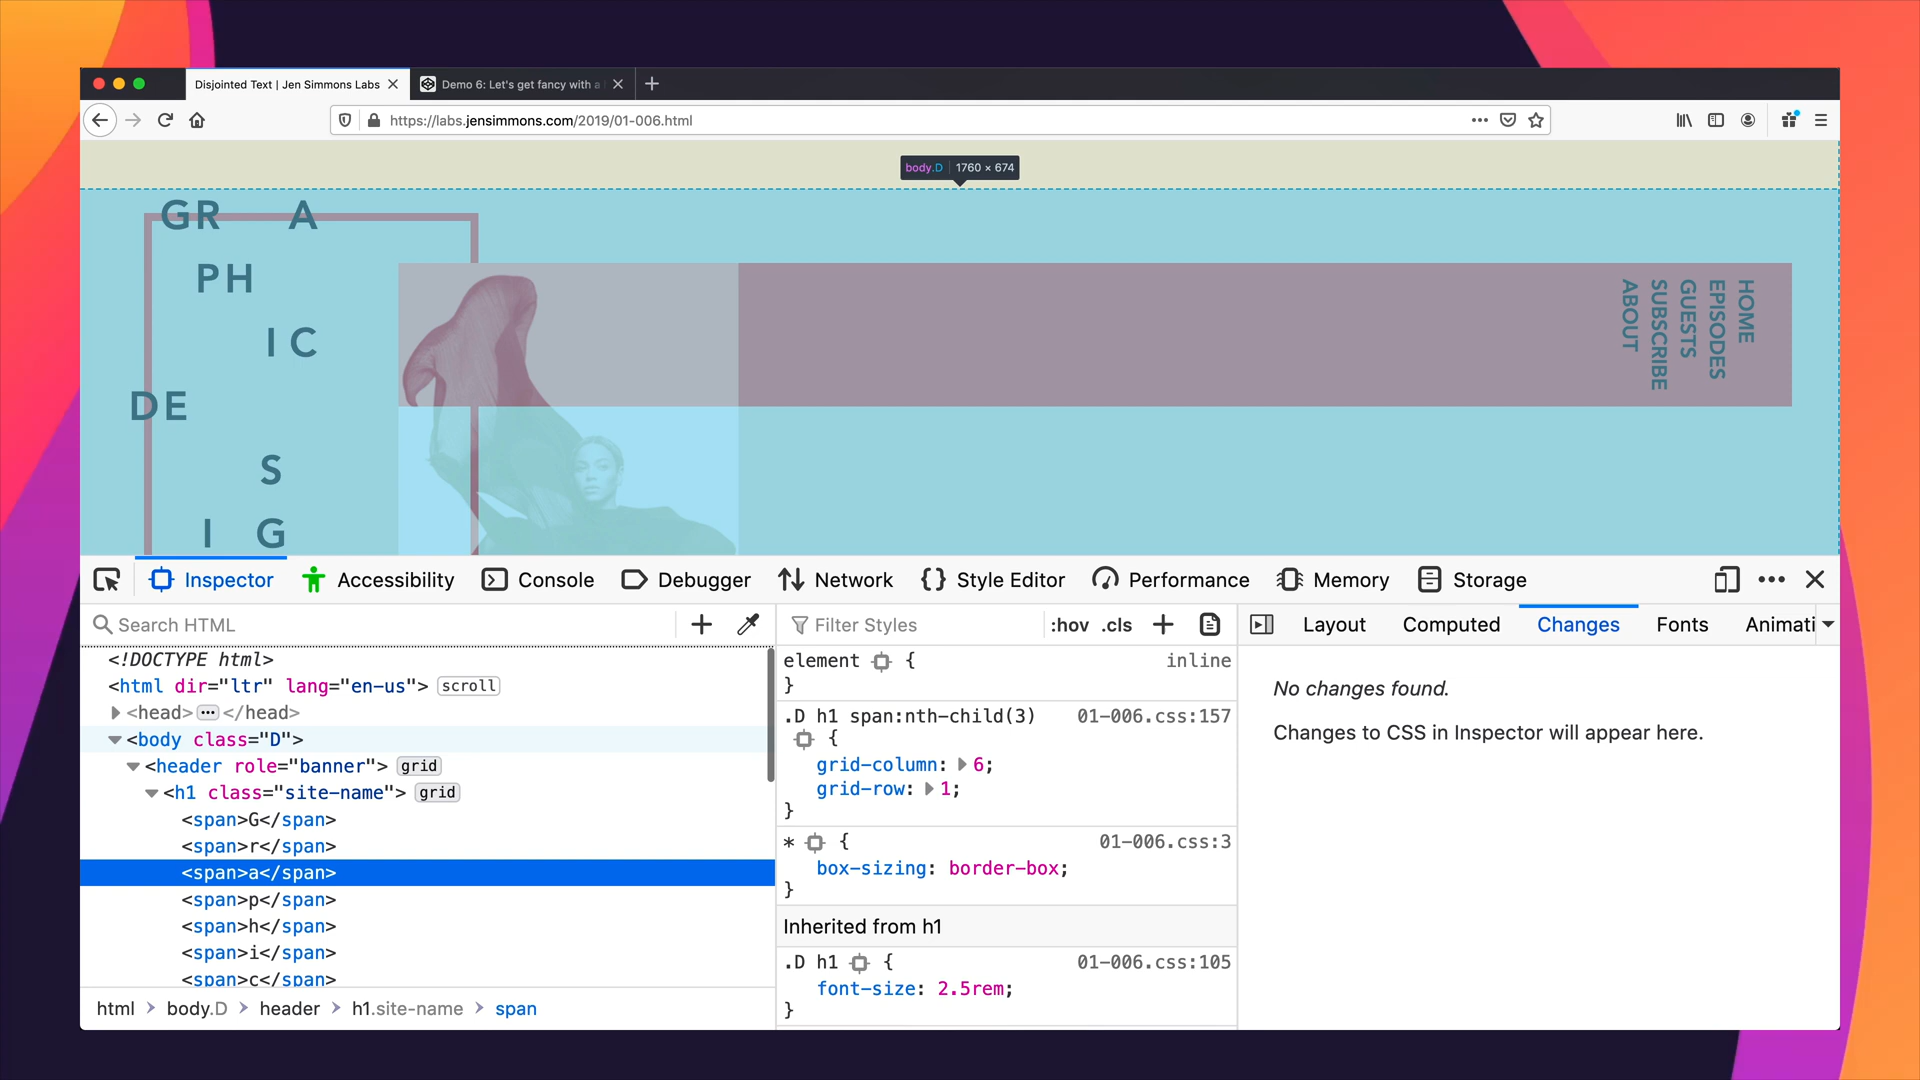 Disjointed Text | Jen Simmons Labs
Demo 6: Let's get fancy with a
https://labs.jensimmons.com/2019/01-006.html
body.D 1760 × 674
GR A
PH
IC
DE
S
I G
HOME
EPISODES
GUESTS
SUBSCRIBE
ABOUT
Inspector Accessibility Console Debugger Network Style Editor Performance Memory Storage
Search HTML
<!DOCTYPE html>
<html dir="ltr" lang="en-us"> scroll
<head> ••• </head>
<body class="D">
<header role="banner"> grid
<h1 class="site-name"> grid
<span>G</span>
<span>r</span>
<span>a</span>
<span>p</span>
<span>h</span>
<span>i</span>
<span>c</span>
html > body.D > header > h1.site-name > span
Filter Styles :hov .cls
element { inline
}
.D h1 span:nth-child(3) 01-006.css:157
{
grid-column: 6;
grid-row: 1;
}
* { 01-006.css:3
box-sizing: border-box;
}
Inherited from h1
.D h1 { 01-006.css:105
font-size: 2.5rem;
}
Layout Computed Changes Fonts Animati
No changes found.
Changes to CSS in Inspector will appear here.